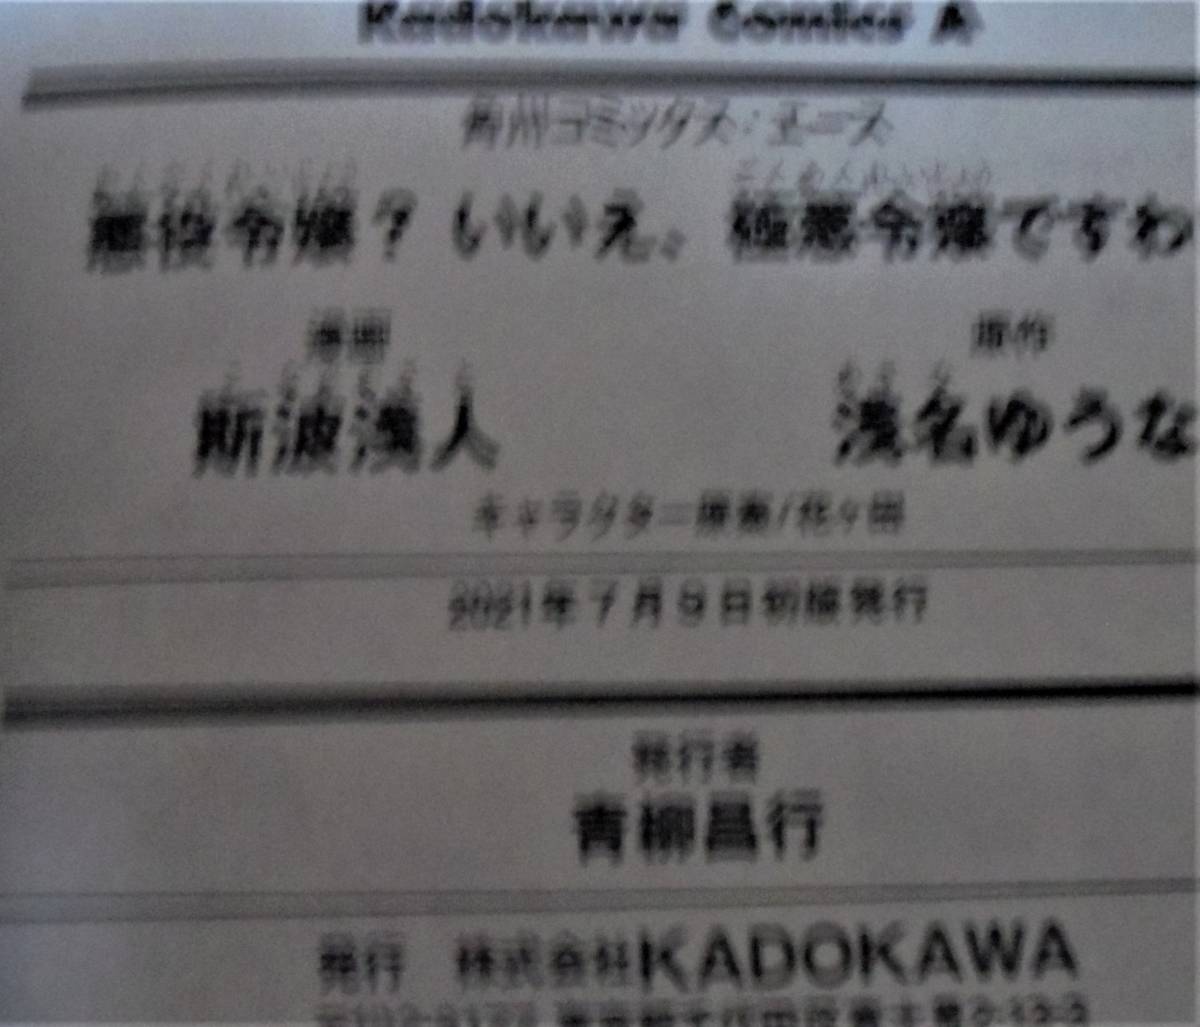 Kadokawa Comics A
角川コミックス・エース
悪役令嬢? いいえ、極悪令嬢ですわ
漫画
原作
斯波浅人
浅名ゆうな
キャラクター原案/花ヶ田
2021年7月9日初版発行
発行者
青柳昌行
発行 株式会社KADOKAWA